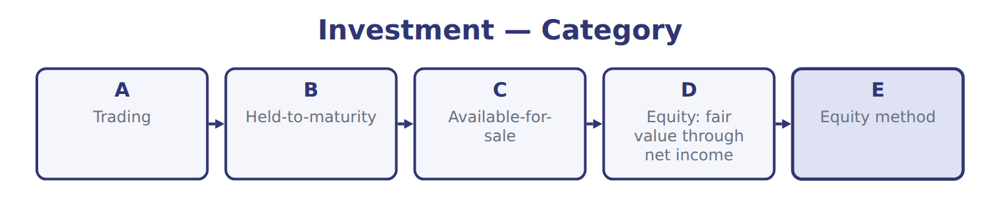 Investment — Category
A
Trading
B
Held-to-maturity
C
Available-for-
sale
D
Equity: fair
value through
net income
E
Equity method